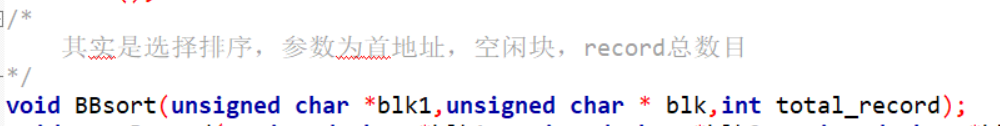 /*
其实是选择排序，参数为首地址，空闲块，record总数目
*/
void BBsort(unsigned char *blk1,unsigned char * blk,int total_record);